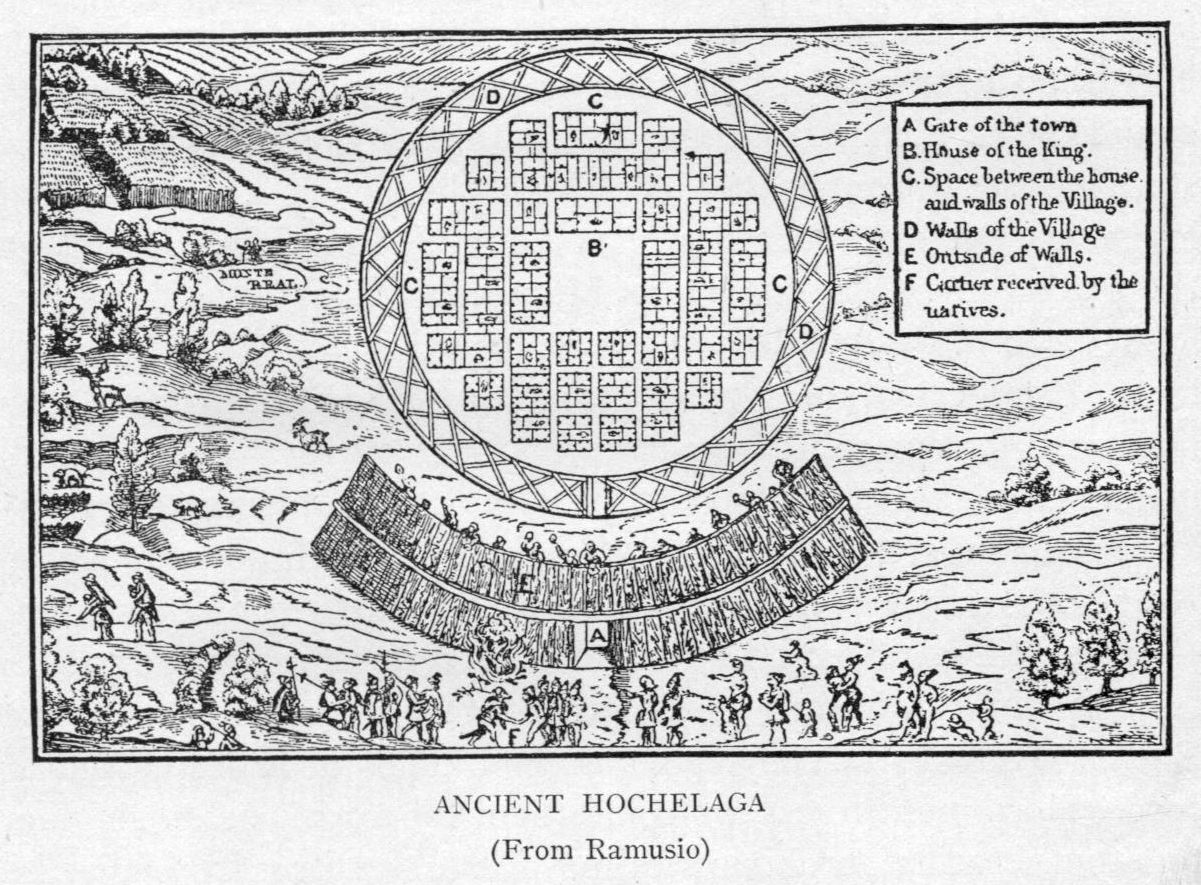 D
C
B
C
C
D
MONTE
REAL
E
A
F
A Gate of the town
B. House of the King.
C. Space between the house
and walls of the Village.
D Walls of the Village
E Outside of Walls.
F Cartier received by the
natives.
ANCIENT HOCHELAGA
(From Ramusio)